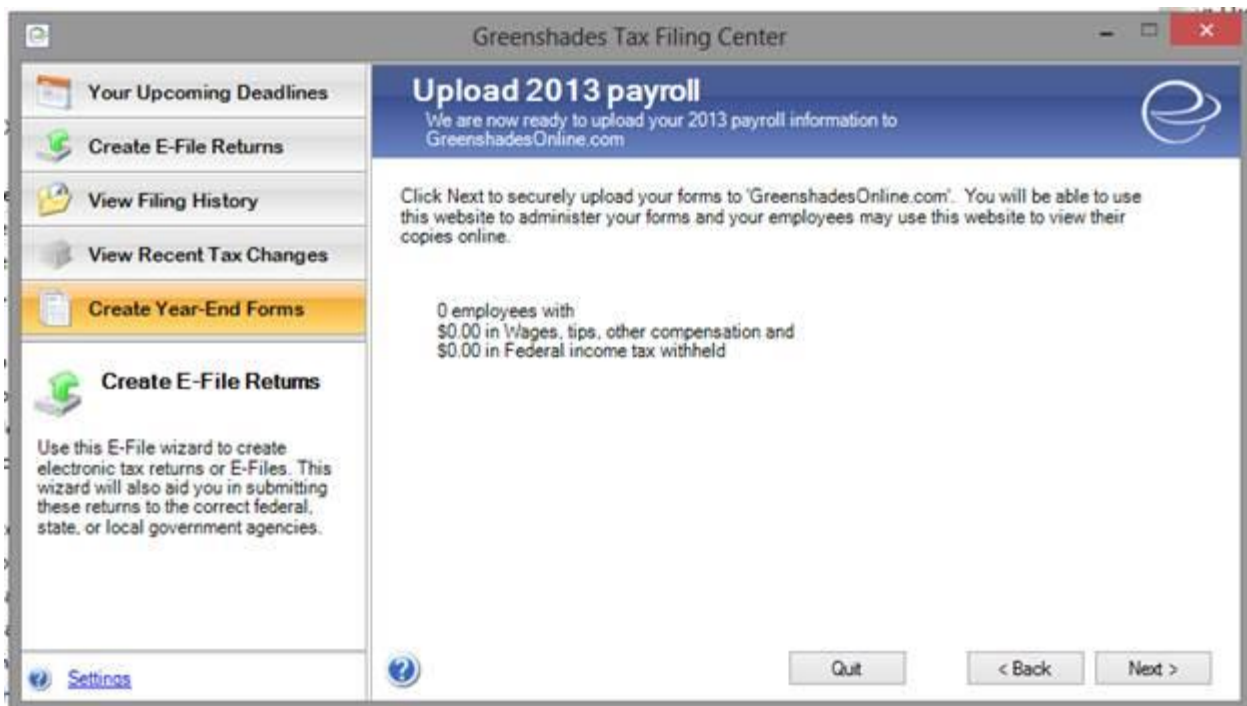 Greenshades Tax Filing Center
Your Upcoming Deadlines
Create E-File Returns
View Filing History
View Recent Tax Changes
Create Year-End Forms
Create E-File Returns
Use this E-File wizard to create
electronic tax returns or E-Files. This
wizard will also aid you in submitting
these returns to the correct federal,
state, or local government agencies.
Settings
Upload 2013 payroll
We are now ready to upload your 2013 payroll information to
GreenshadesOnline.com
Click Next to securely upload your forms to 'GreenshadesOnline.com'. You will be able to use
this website to administer your forms and your employees may use this website to view their
copies online.
0 employees with
$0.00 in Wages, tips, other compensation and
$0.00 in Federal income tax withheld
Quit
< Back
Next >